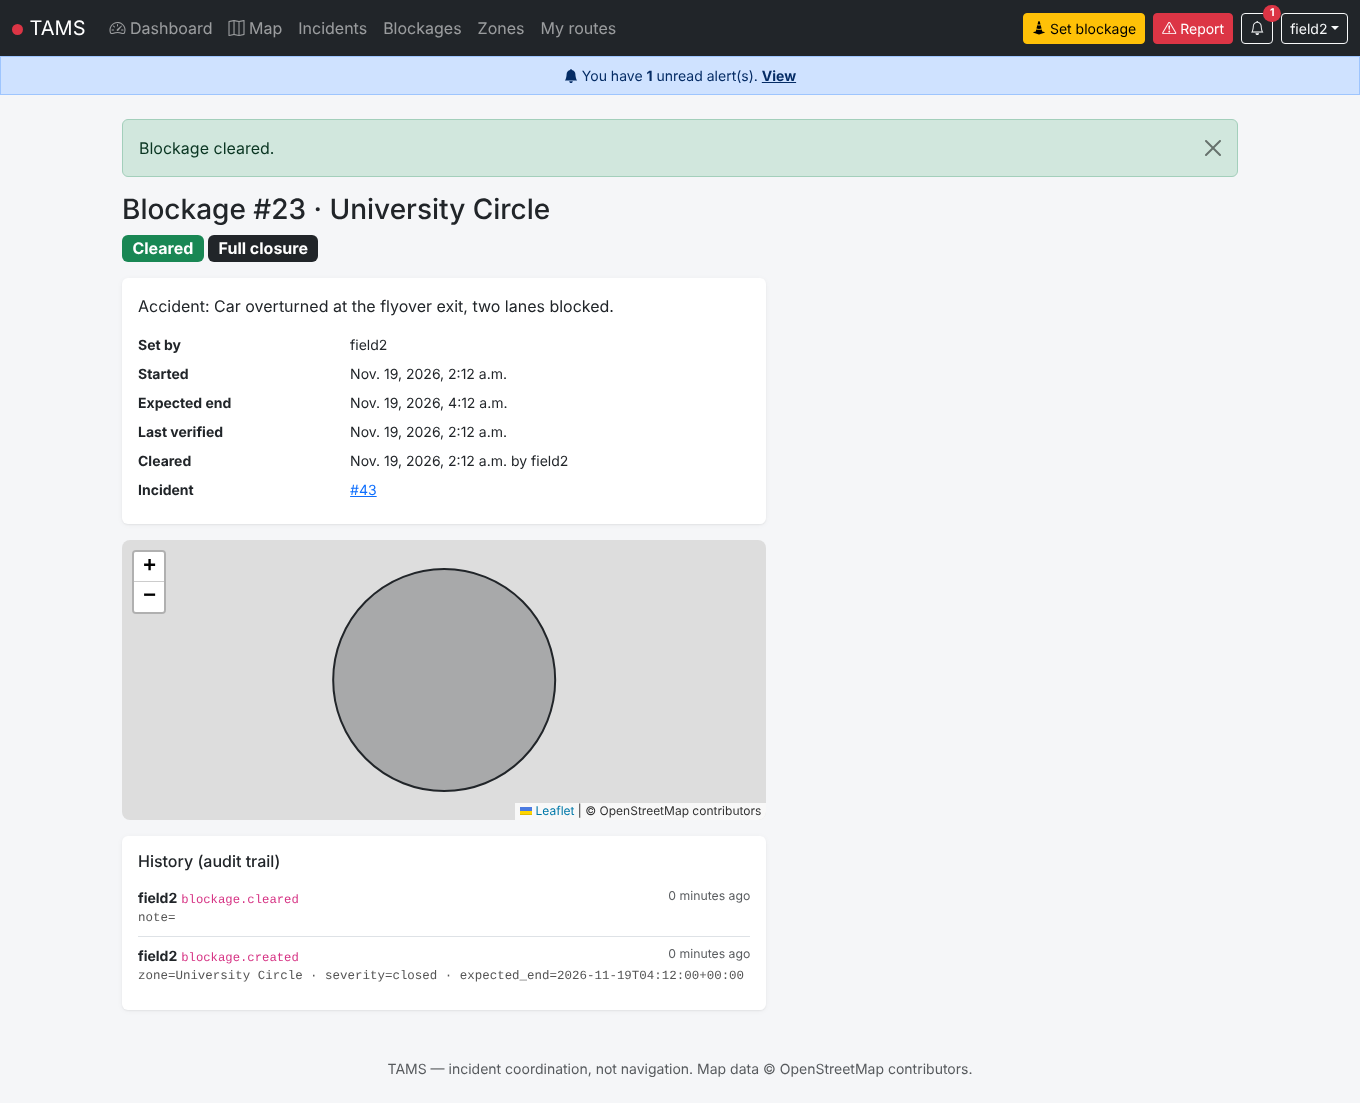 TAMS Dashboard Map Incidents Blockages Zones My routes Set blockage Report 1 field2
You have 1 unread alert(s). View
Blockage cleared.
Blockage #23 · University Circle
Cleared Full closure
Accident: Car overturned at the flyover exit, two lanes blocked.
Set by field2
Started Nov. 19, 2026, 2:12 a.m.
Expected end Nov. 19, 2026, 4:12 a.m.
Last verified Nov. 19, 2026, 2:12 a.m.
Cleared Nov. 19, 2026, 2:12 a.m. by field2
Incident #43
+
−
Leaflet | © OpenStreetMap contributors
History (audit trail)
field2 blockage.cleared 0 minutes ago
note=
field2 blockage.created 0 minutes ago
zone=University Circle · severity=closed · expected_end=2026-11-19T04:12:00+00:00
TAMS — incident coordination, not navigation. Map data © OpenStreetMap contributors.